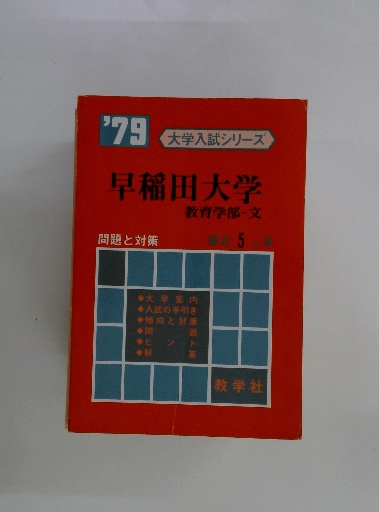 '79
大学入試シリーズ
早稲田大学
教育学部-文
問題と対策
最近5ヵ年
◆大学案内
◆入試の手引き
◆傾向と対策
◆問題
◆ヒント
◆解答
教学社